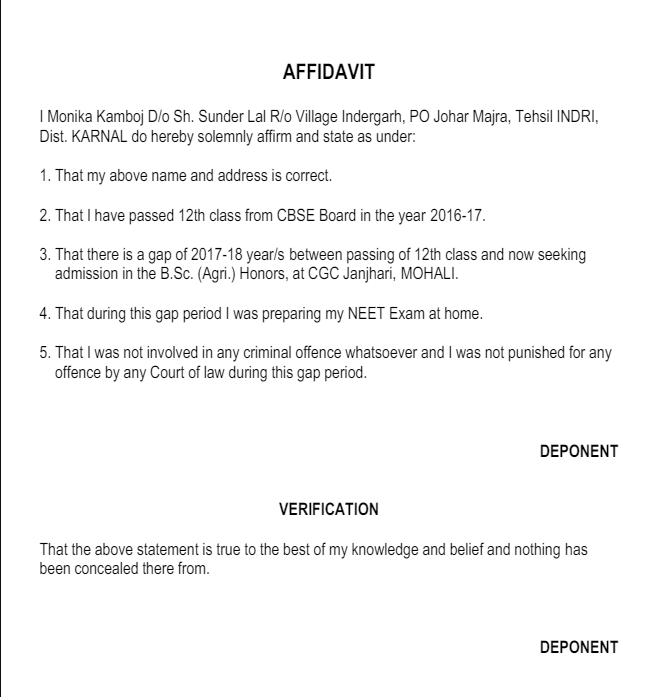 AFFIDAVIT
I Monika Kamboj D/o Sh. Sunder Lal R/o Village Indergarh, PO Johar Majra, Tehsil INDRI,
Dist. KARNAL do hereby solemnly affirm and state as under:
1. That my above name and address is correct.
2. That I have passed 12th class from CBSE Board in the year 2016-17.
3. That there is a gap of 2017-18 year/s between passing of 12th class and now seeking
admission in the B.Sc. (Agri.) Honors, at CGC Janjhari, MOHALI.
4. That during this gap period I was preparing my NEET Exam at home.
5. That I was not involved in any criminal offence whatsoever and I was not punished for any
offence by any Court of law during this gap period.
DEPONENT
VERIFICATION
That the above statement is true to the best of my knowledge and belief and nothing has
been concealed there from.
DEPONENT